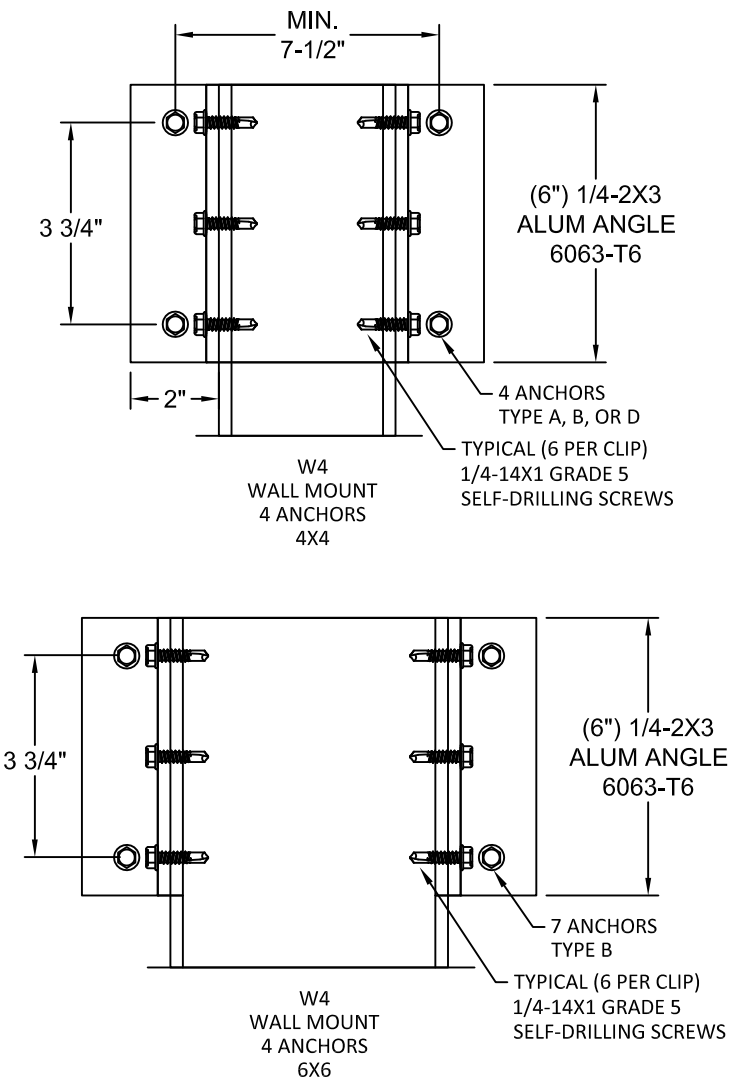 MIN.
7-1/2"
3 3/4"
(6") 1/4-2X3
ALUM ANGLE
6063-T6
2"
4 ANCHORS
TYPE A, B, OR D
TYPICAL (6 PER CLIP)
1/4-14X1 GRADE 5
SELF-DRILLING SCREWS
W4
WALL MOUNT
4 ANCHORS
4X4
3 3/4"
(6") 1/4-2X3
ALUM ANGLE
6063-T6
7 ANCHORS
TYPE B
TYPICAL (6 PER CLIP)
1/4-14X1 GRADE 5
SELF-DRILLING SCREWS
W4
WALL MOUNT
4 ANCHORS
6X6